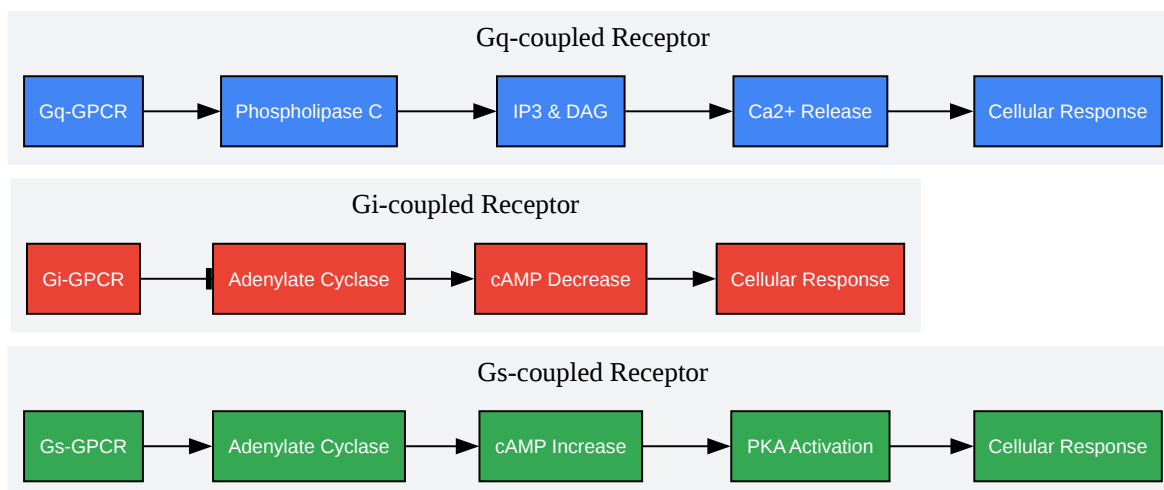 Gq-coupled Receptor
Gq-GPCR
Phospholipase C
IP3 & DAG
Ca2+ Release
Cellular Response
Gi-coupled Receptor
Gi-GPCR
Adenylate Cyclase
cAMP Decrease
Cellular Response
Gs-coupled Receptor
Gs-GPCR
Adenylate Cyclase
cAMP Increase
PKA Activation
Cellular Response